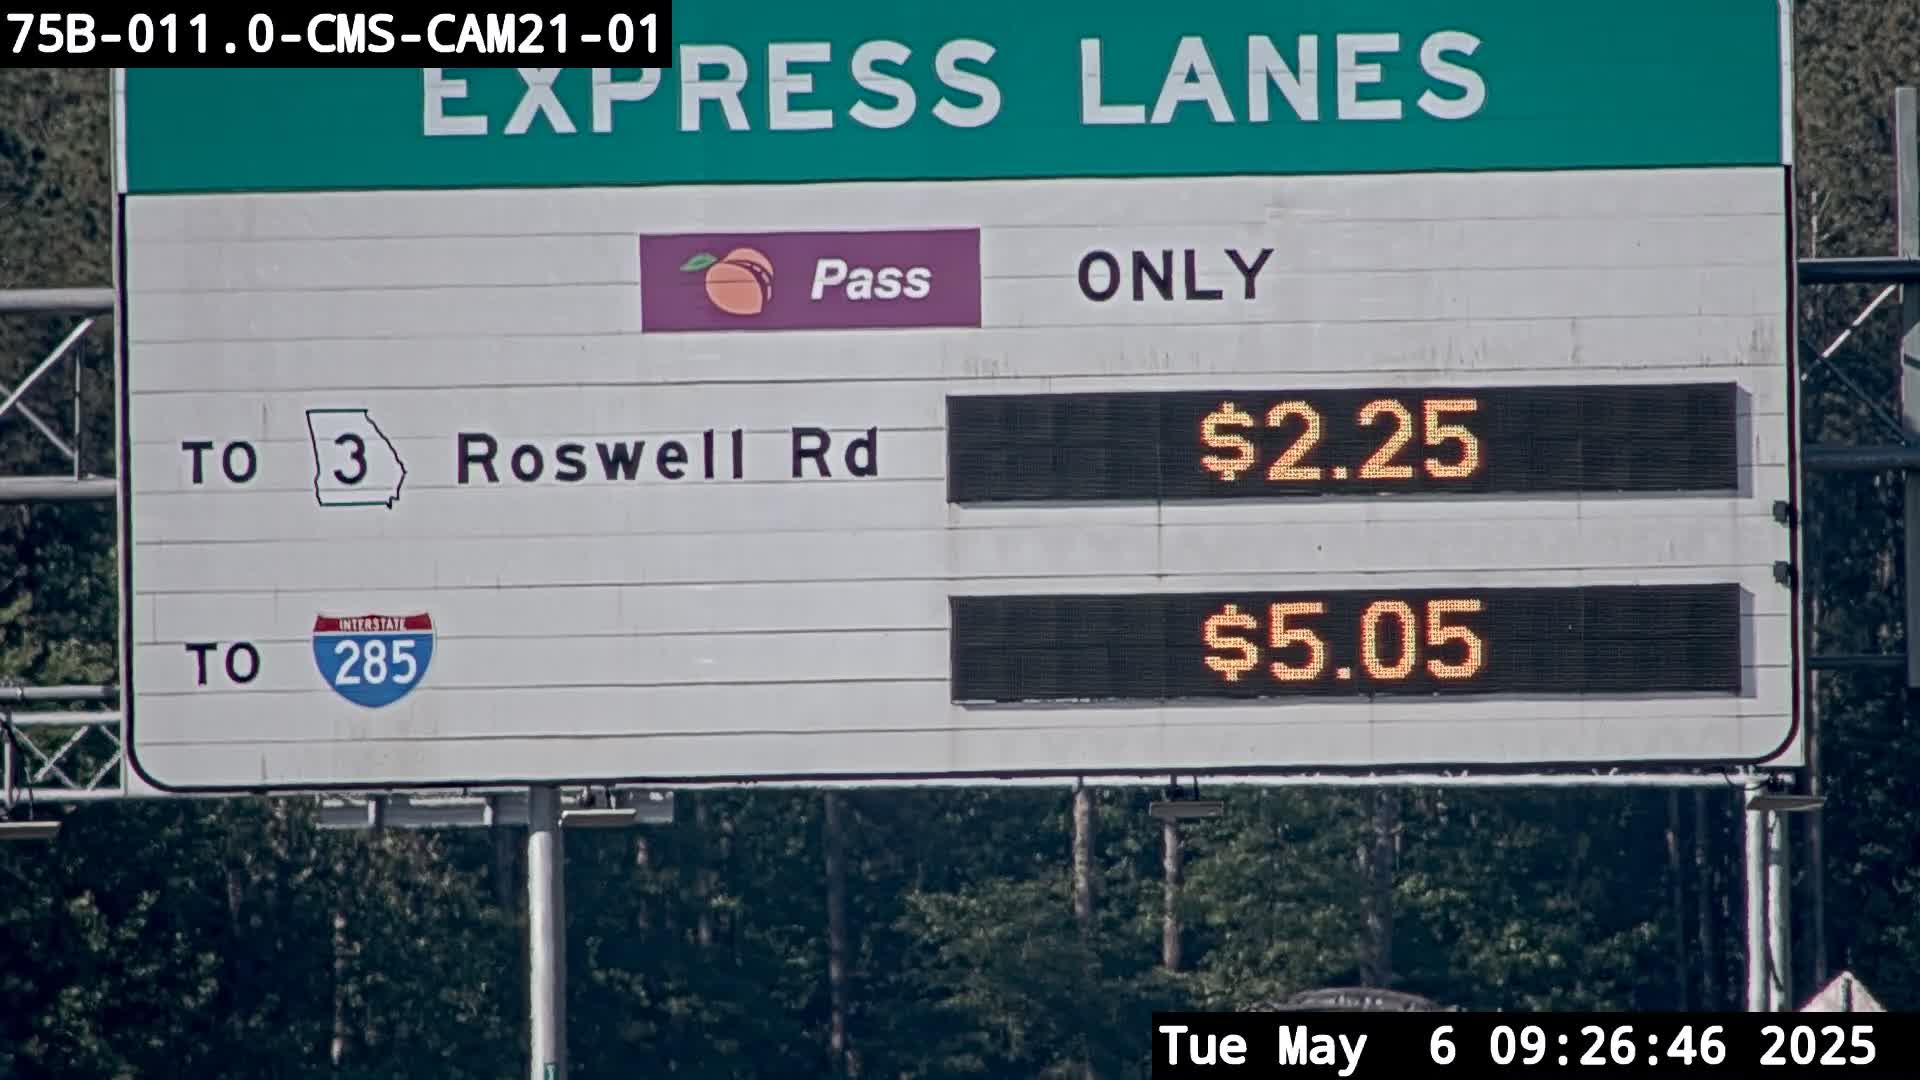 75B-011.0-CMS-CAM21-01
EXPRESS LANES
Pass ONLY
TO 3 Roswell Rd $2.25
TO INTERSTATE 285 $5.05
Tue May 6 09:26:46 2025